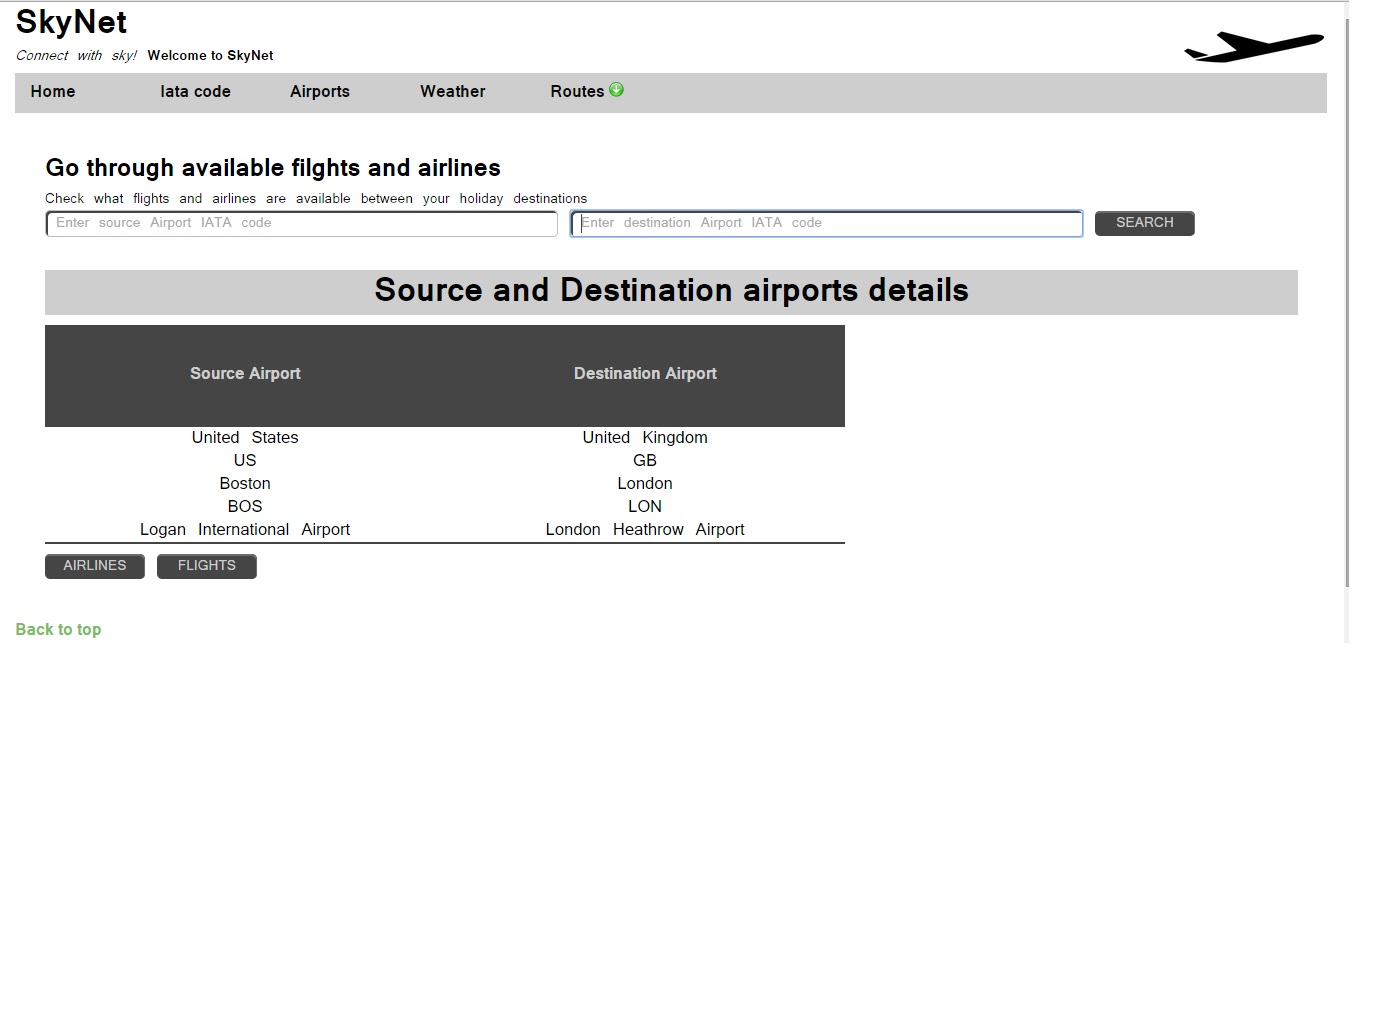 SkyNet
Connect with sky! Welcome to SkyNet
Home Iata code Airports Weather Routes
Go through available filghts and airlines
Check what flights and airlines are available between your holiday destinations
Enter source Airport IATA code Enter destination Airport IATA code SEARCH
Source and Destination airports details
Source Airport Destination Airport
United States United Kingdom
US GB
Boston London
BOS LON
Logan International Airport London Heathrow Airport
AIRLINES FLIGHTS
Back to top